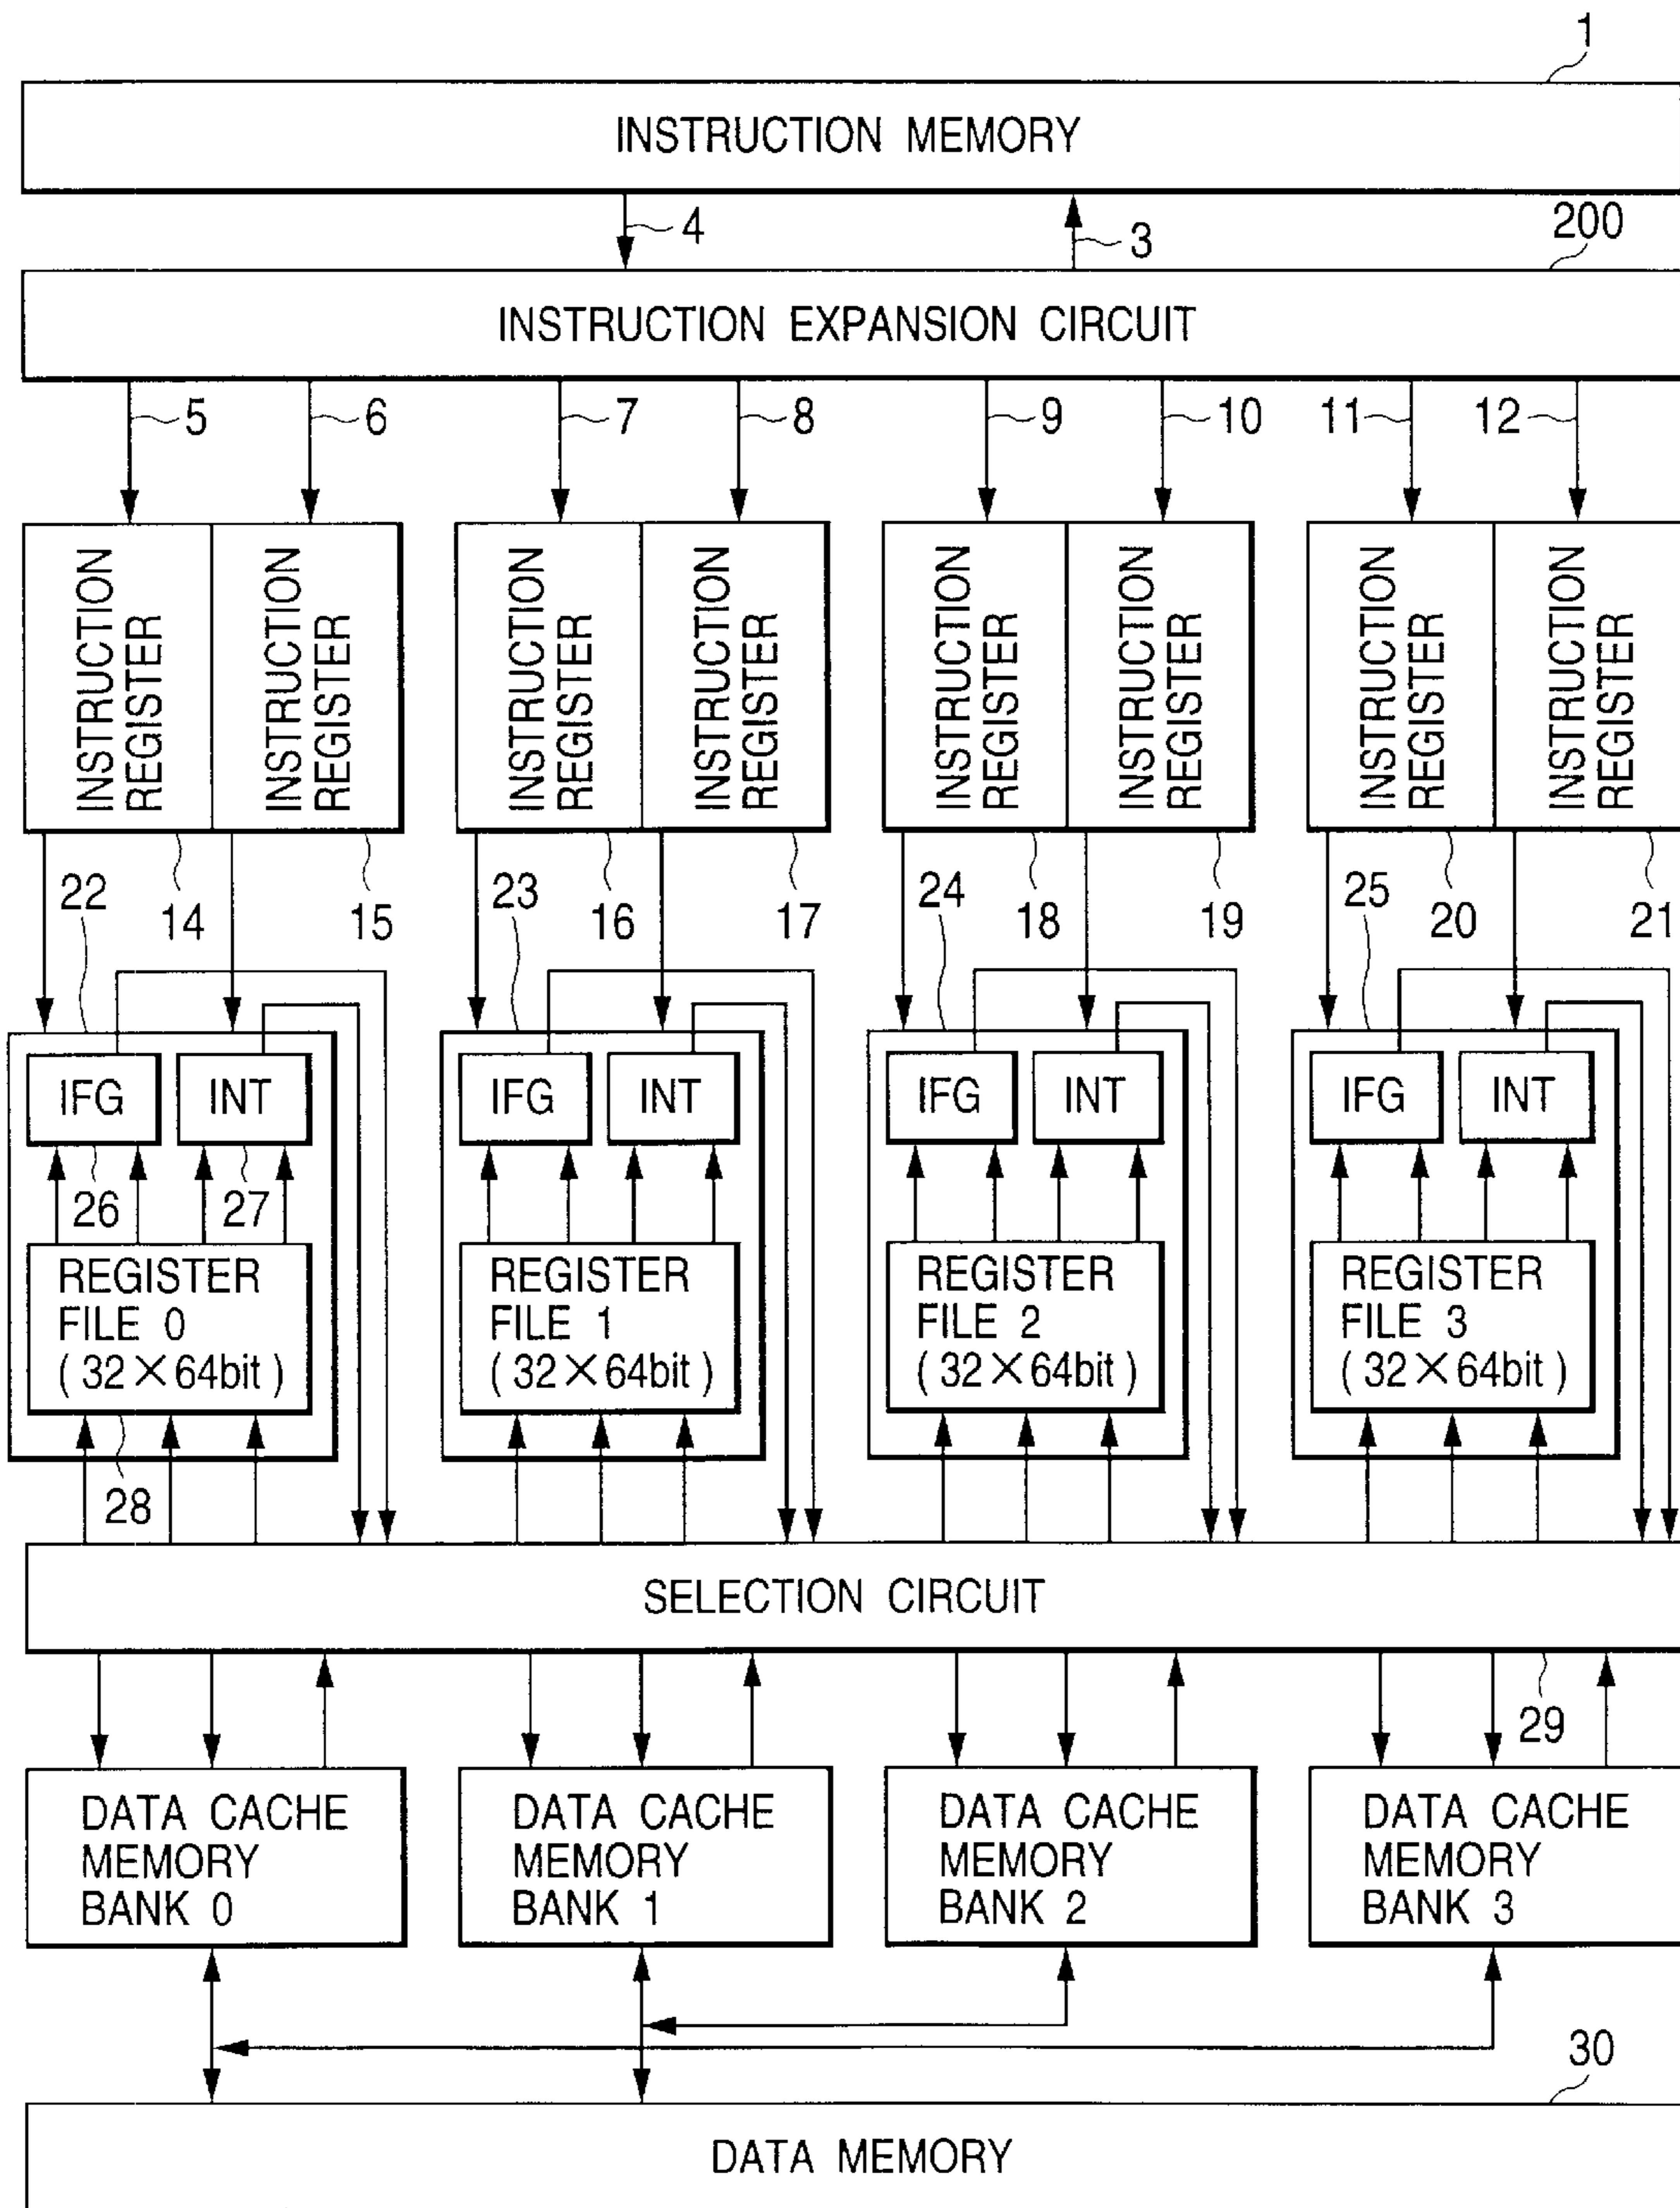 1
INSTRUCTION MEMORY
4
3
200
INSTRUCTION EXPANSION CIRCUIT
5
6
7
8
9
10
11
12
INSTRUCTION
REGISTER
INSTRUCTION
REGISTER
INSTRUCTION
REGISTER
INSTRUCTION
REGISTER
INSTRUCTION
REGISTER
INSTRUCTION
REGISTER
INSTRUCTION
REGISTER
INSTRUCTION
REGISTER
22
14
15
23
16
17
24
18
19
25
20
21
IFG
INT
IFG
INT
IFG
INT
IFG
INT
26
27
REGISTER
FILE 0
(32×64bit)
REGISTER
FILE 1
(32×64bit)
REGISTER
FILE 2
(32×64bit)
REGISTER
FILE 3
(32×64bit)
28
SELECTION CIRCUIT
29
DATA CACHE
MEMORY
BANK 0
DATA CACHE
MEMORY
BANK 1
DATA CACHE
MEMORY
BANK 2
DATA CACHE
MEMORY
BANK 3
30
DATA MEMORY